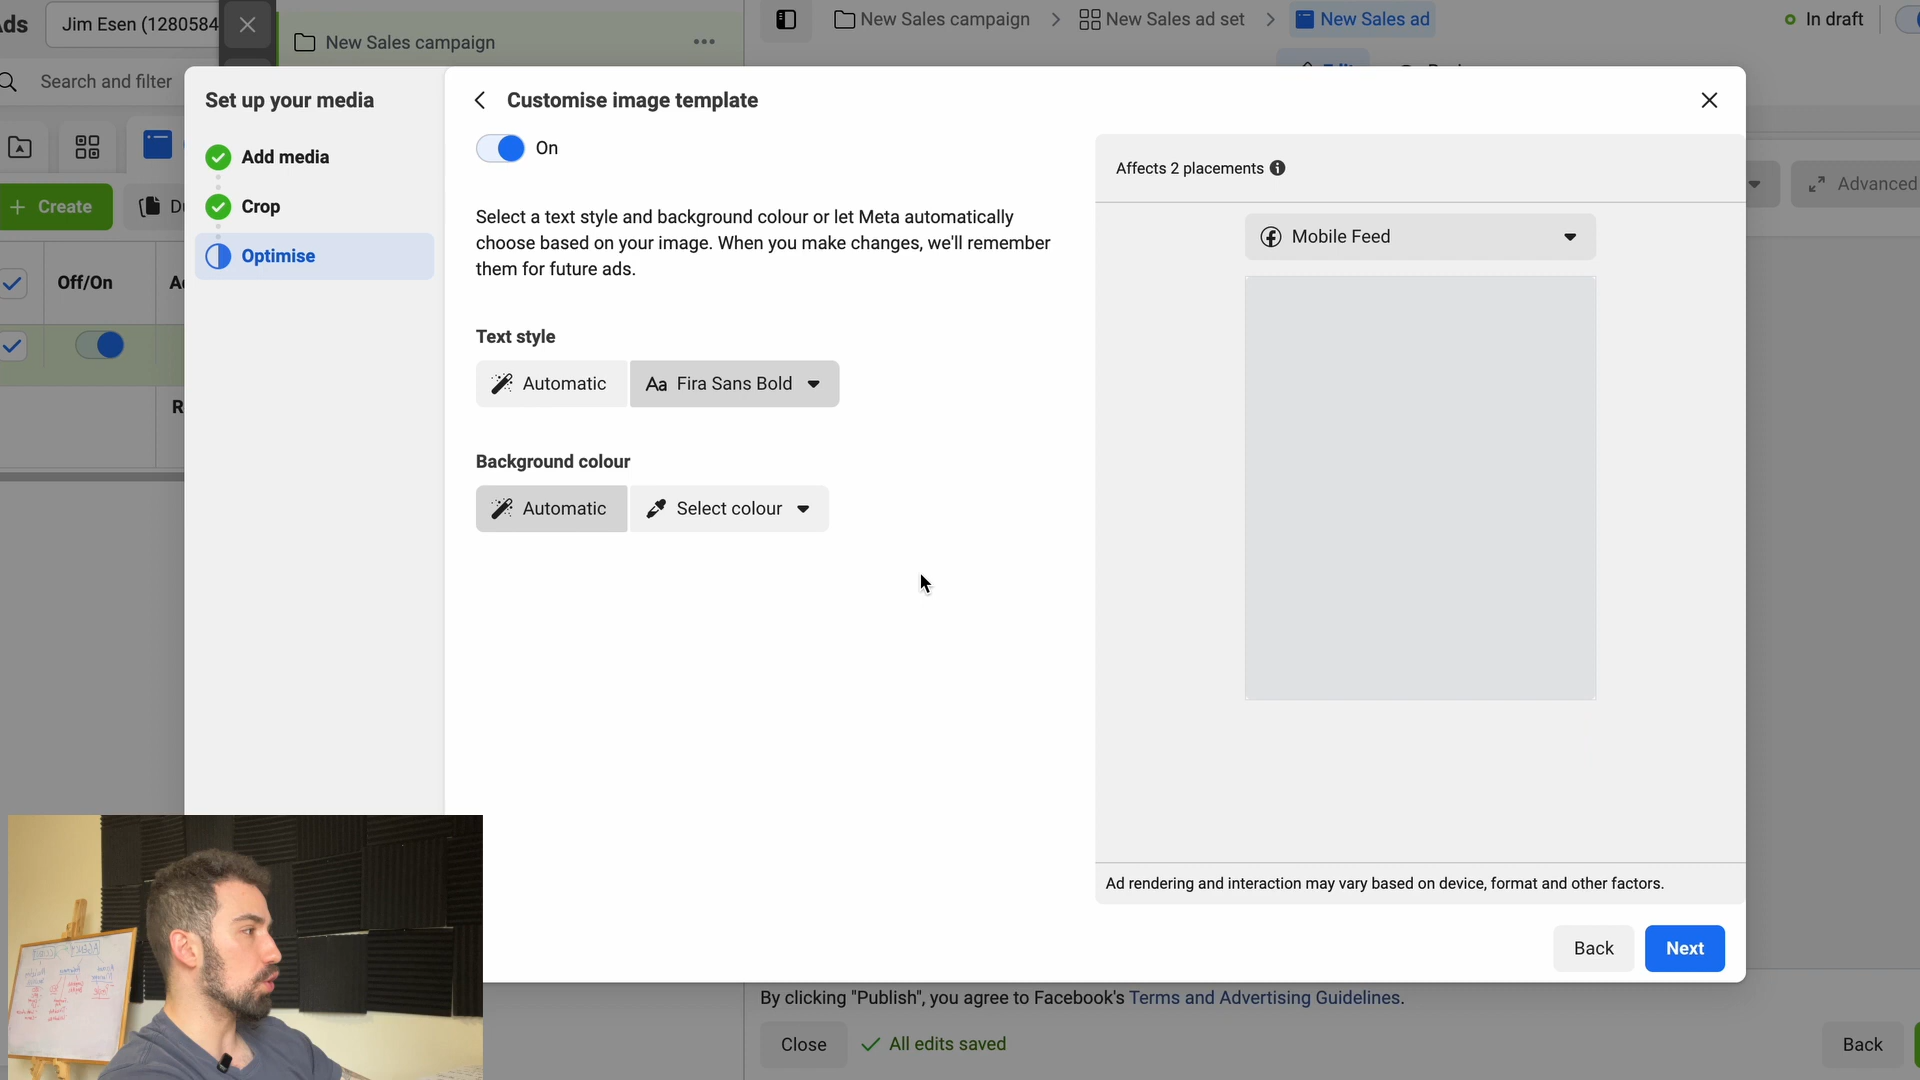 ds
Jim Esen (1280584
New Sales campaign
New Sales campaign
New Sales ad set
New Sales ad
In draft
Search and filter
Set up your media
Customise image template
Add media
On
Affects 2 placements
Create
Crop
Select a text style and background colour or let Meta automatically
choose based on your image. When you make changes, we'll remember
them for future ads.
Advanced
Mobile Feed
Optimise
Off/On
Text style
Automatic
Aa Fira Sans Bold
Background colour
Automatic
Select colour
Ad rendering and interaction may vary based on device, format and other factors.
Back
Next
By clicking "Publish", you agree to Facebook's Terms and Advertising Guidelines.
Close
All edits saved
Back